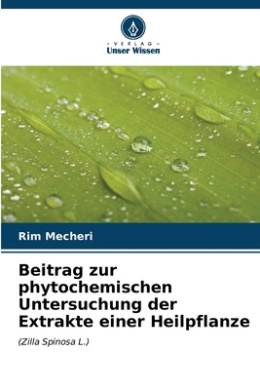 VERLAG
Unser Wissen
Rim Mecheri
Beitrag zur
phytochemischen
Untersuchung der
Extrakte einer Heilpflanze
(Zilla Spinosa L.)